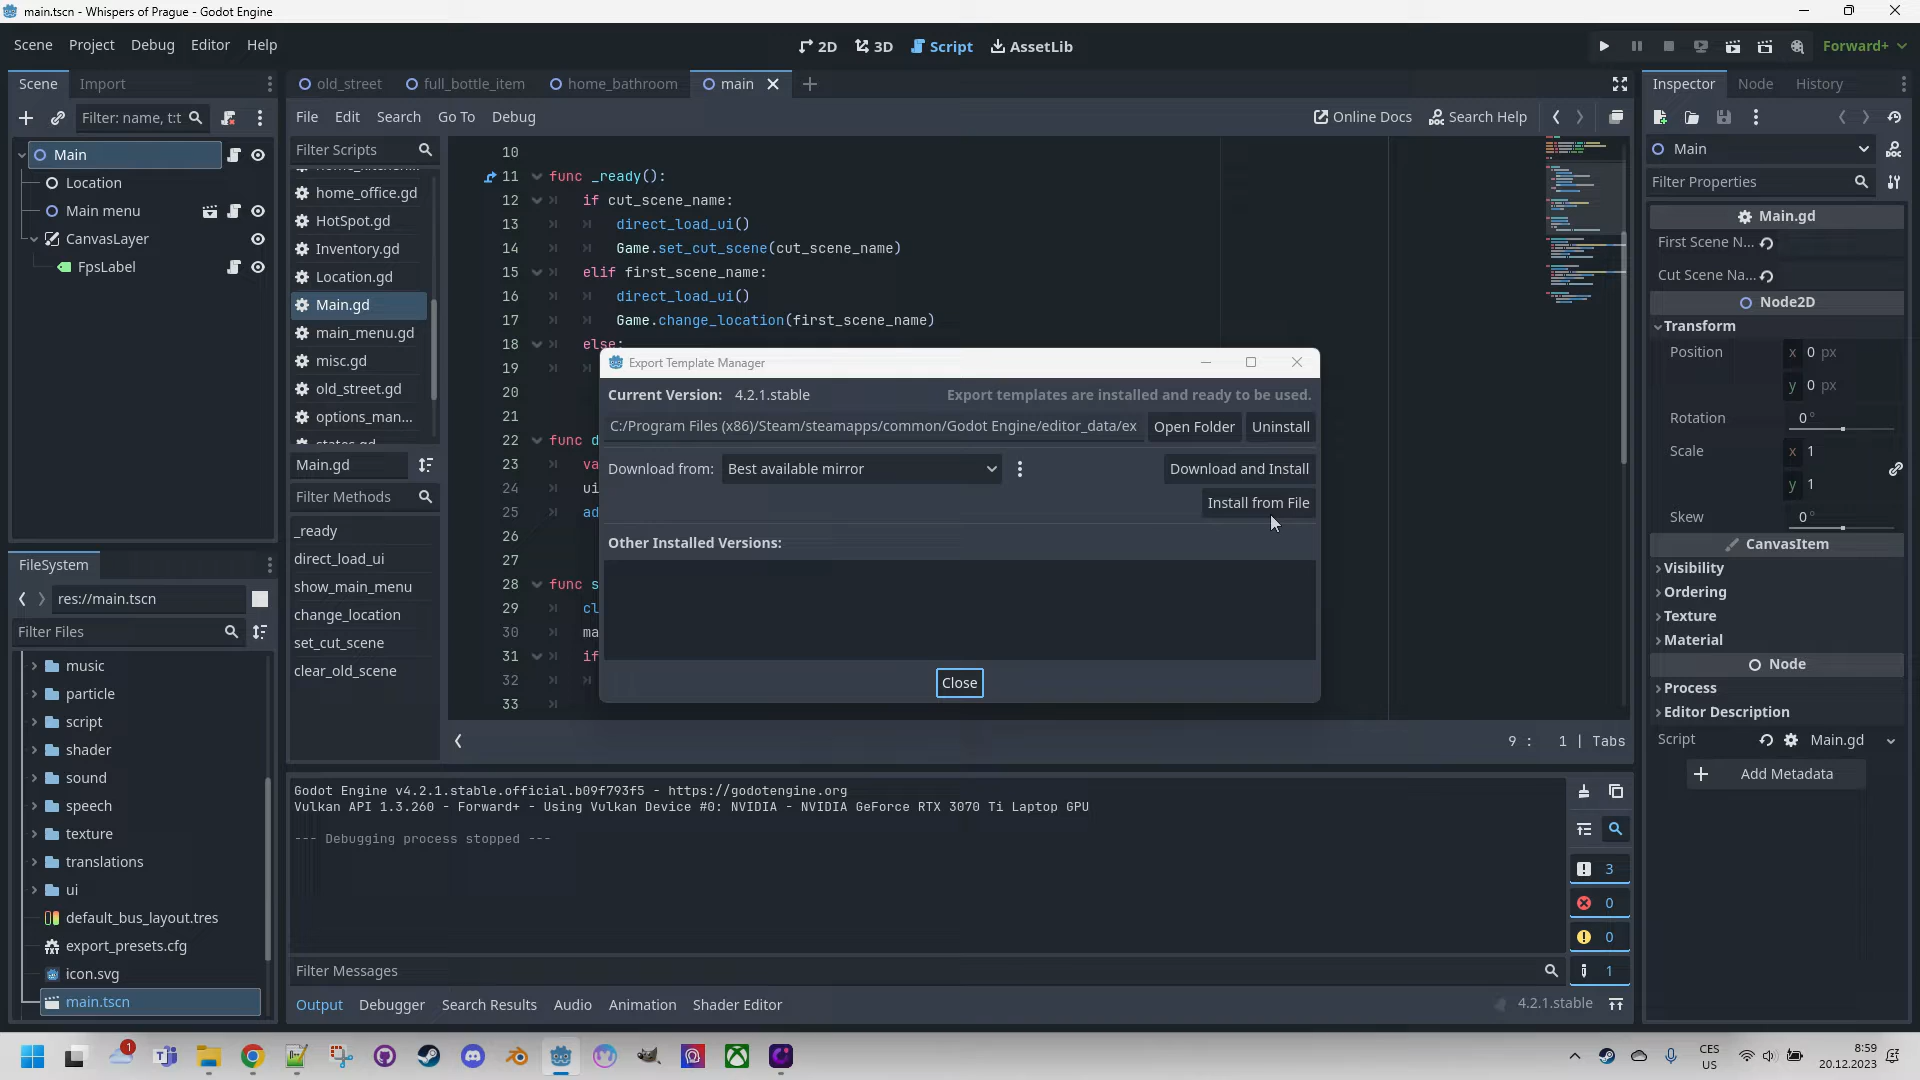 main.tscn - Whispers of Prague - Godot Engine
Scene Project Debug Editor Help
2D 3D Script AssetLib
Forward+
Scene Import
old_street full_bottle_item home_bathroom main
Inspector Node History
Filter: name, t:t
File Edit Search Go To Debug
Online Docs Search Help
Main
Location
Main menu
CanvasLayer
FpsLabel
Filter Scripts
home_office.gd
HotSpot.gd
Inventory.gd
Location.gd
Main.gd
main_menu.gd
misc.gd
old_street.gd
options_man...
states.gd
Main.gd
Filter Methods
_ready
direct_load_ui
show_main_menu
change_location
set_cut_scene
clear_old_scene
10
11 func _ready():
12 if cut_scene_name:
13 direct_load_ui()
14 Game.set_cut_scene(cut_scene_name)
15 elif first_scene_name:
16 direct_load_ui()
17 Game.change_location(first_scene_name)
18 else:
19
20
21
22 func d
23 va
24 ui
25 ad
26
27
28 func s
29 cl
30 ma
31 if
32
33
9 : 1 | Tabs
Export Template Manager
Current Version: 4.2.1.stable Export templates are installed and ready to be used.
C:/Program Files (x86)/Steam/steamapps/common/Godot Engine/editor_data/ex Open Folder Uninstall
Download from: Best available mirror Download and Install
Install from File
Other Installed Versions:
Close
FileSystem
res://main.tscn
Filter Files
music
particle
script
shader
sound
speech
texture
translations
ui
default_bus_layout.tres
export_presets.cfg
icon.svg
main.tscn
Godot Engine v4.2.1.stable.official.b09f793f5 - https://godotengine.org
Vulkan API 1.3.260 - Forward+ - Using Vulkan Device #0: NVIDIA - NVIDIA GeForce RTX 3070 Ti Laptop GPU
--- Debugging process stopped ---
3
0
0
1
Filter Messages
Output Debugger Search Results Audio Animation Shader Editor
4.2.1.stable
Main
Filter Properties
Main.gd
First Scene N...
Cut Scene Na...
Node2D
Transform
Position x 0 px
y 0 px
Rotation 0 °
Scale x 1
y 1
Skew 0 °
CanvasItem
Visibility
Ordering
Texture
Material
Node
Process
Editor Description
Script Main.gd
Add Metadata
1
CES
US
8:59
20.12.2023